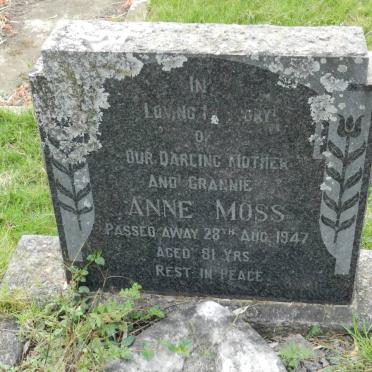 IN
LOVING MEMORY
OF
OUR DARLING MOTHER
AND GRANNIE
ANNE MOSS
PASSED AWAY 28TH AUG. 1947
AGED 81 YRS
REST IN PEACE